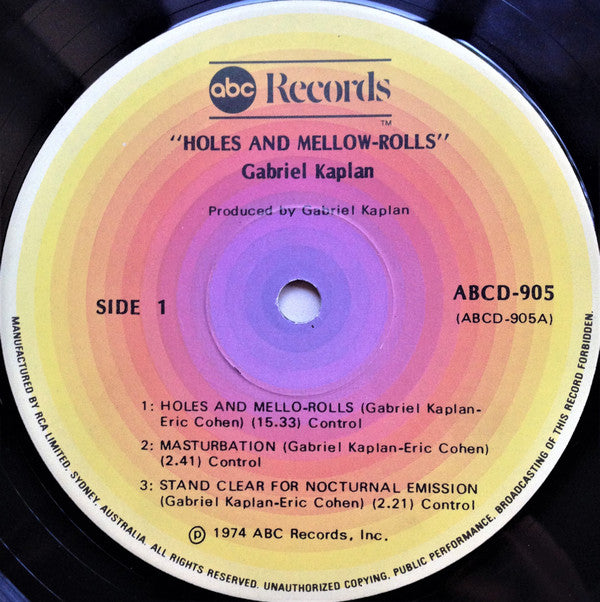 abc Records
TM
"HOLES AND MELLOW-ROLLS"
Gabriel Kaplan
Produced by Gabriel Kaplan
SIDE 1
ABCD-905
(ABCD-905A)
1: HOLES AND MELLO-ROLLS (Gabriel Kaplan-
Eric Cohen) (15.33) Control
2: MASTURBATION (Gabriel Kaplan-Eric Cohen)
(2.41) Control
3: STAND CLEAR FOR NOCTURNAL EMISSION
(Gabriel Kaplan-Eric Cohen) (2.21) Control
℗ 1974 ABC Records, Inc.
MANUFACTURED BY RCA LIMITED. SYDNEY, AUSTRALIA. ALL RIGHTS RESERVED. UNAUTHORIZED COPYING, PUBLIC PERFORMANCE, BROADCASTING OF THIS RECORD FORBIDDEN.